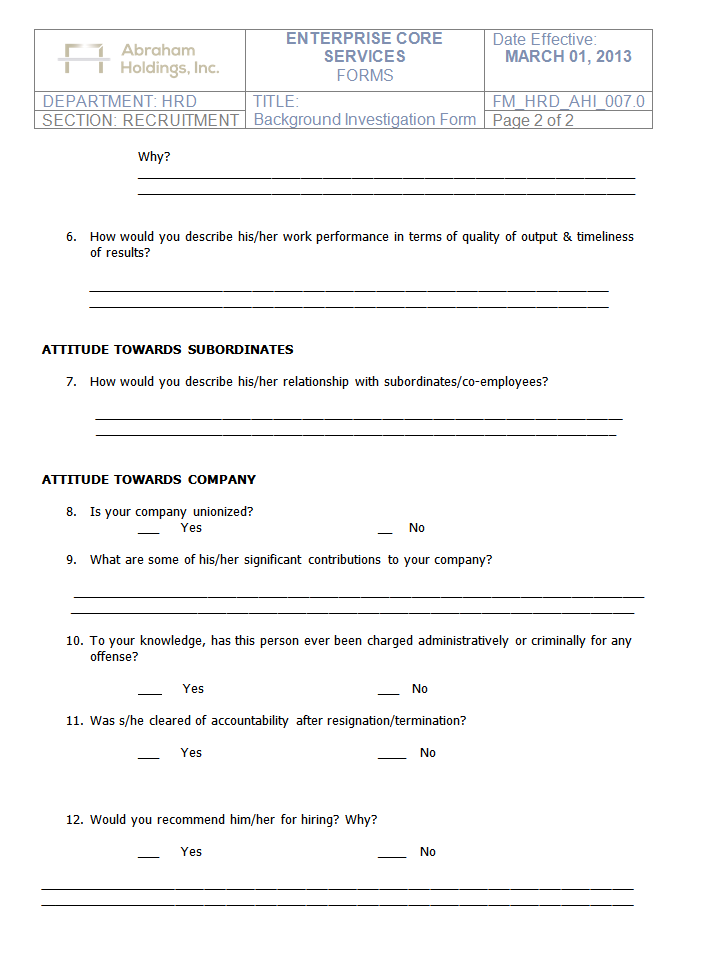 Abraham
Holdings, Inc.
ENTERPRISE CORE
SERVICES
FORMS
Date Effective:
MARCH 01, 2013
DEPARTMENT: HRD
SECTION: RECRUITMENT
TITLE:
Background Investigation Form
FM_HRD_AHI_007.0
Page 2 of 2
Why?
6. How would you describe his/her work performance in terms of quality of output & timeliness
of results?
ATTITUDE TOWARDS SUBORDINATES
7. How would you describe his/her relationship with subordinates/co-employees?
ATTITUDE TOWARDS COMPANY
8. Is your company unionized?
___ Yes __ No
9. What are some of his/her significant contributions to your company?
10. To your knowledge, has this person ever been charged administratively or criminally for any
offense?
___ Yes ___ No
11. Was s/he cleared of accountability after resignation/termination?
___ Yes ____ No
12. Would you recommend him/her for hiring? Why?
___ Yes ____ No